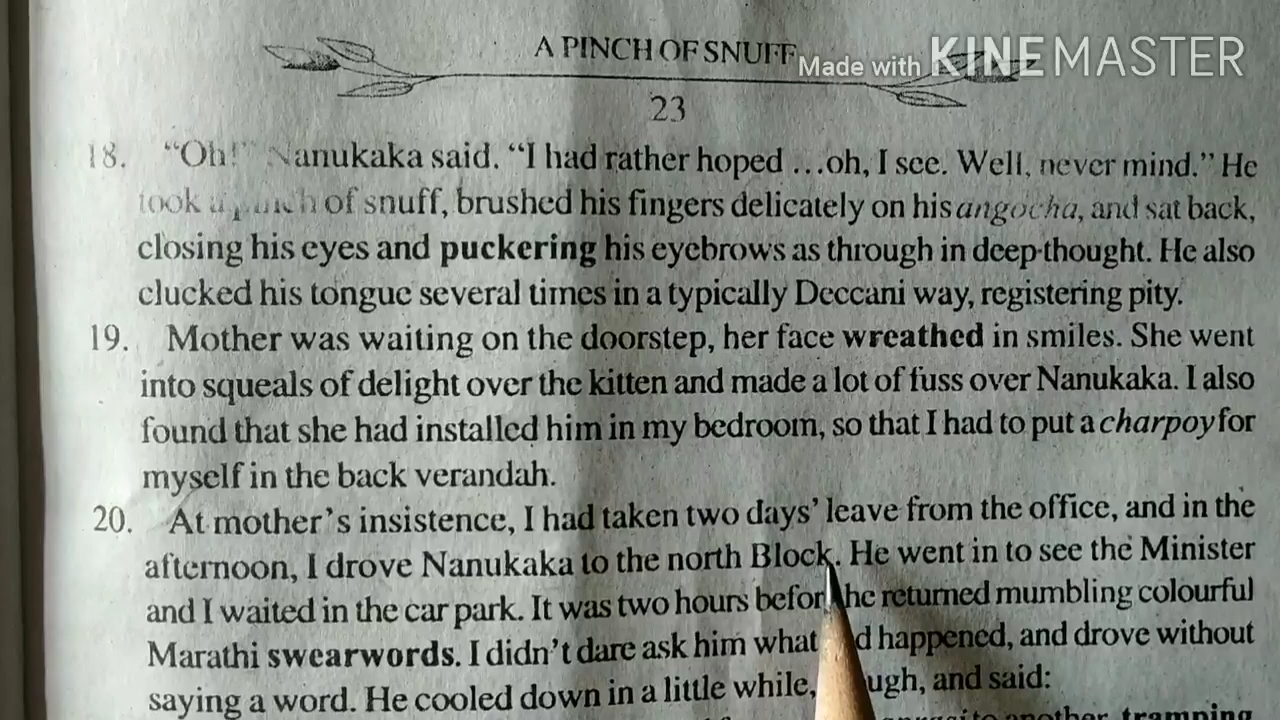 A PINCH OF SNUFF
Made with KINEMASTER
23
18. “Oh!” Nanukaka said. “I had rather hoped ...oh, I see. Well, never mind.” He
took a pinch of snuff, brushed his fingers delicately on his angocha, and sat back,
closing his eyes and puckering his eyebrows as through in deep thought. He also
clucked his tongue several times in a typically Deccani way, registering pity.
19. Mother was waiting on the doorstep, her face wreathed in smiles. She went
into squeals of delight over the kitten and made a lot of fuss over Nanukaka. I also
found that she had installed him in my bedroom, so that I had to put a charpoy for
myself in the back verandah.
20. At mother’s insistence, I had taken two days’ leave from the office, and in the
afternoon, I drove Nanukaka to the north Block. He went in to see the Minister
and I waited in the car park. It was two hours befor he returned mumbling colourful
Marathi swearwords. I didn’t dare ask him what d happened, and drove without
saying a word. He cooled down in a little while, ugh, and said:
to another, tramping